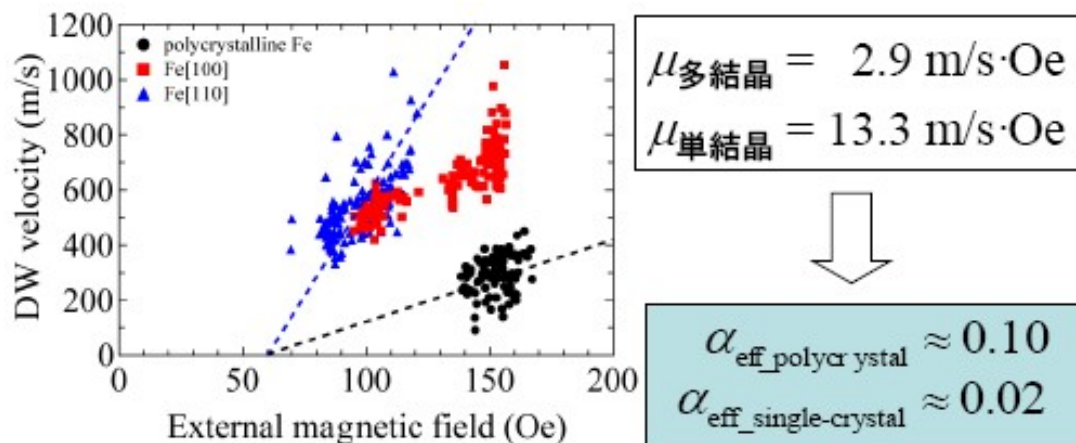 1200
1000
800
600
400
200
0
DW velocity (m/s)
polycrystalline Fe
Fe[100]
Fe[110]
0 50 100 150 200
External magnetic field (Oe)
μ多結晶 = 2.9 m/s·Oe
μ単結晶 = 13.3 m/s·Oe
αeff_polycr ystal ≈ 0.10
αeff_single-crystal ≈ 0.02